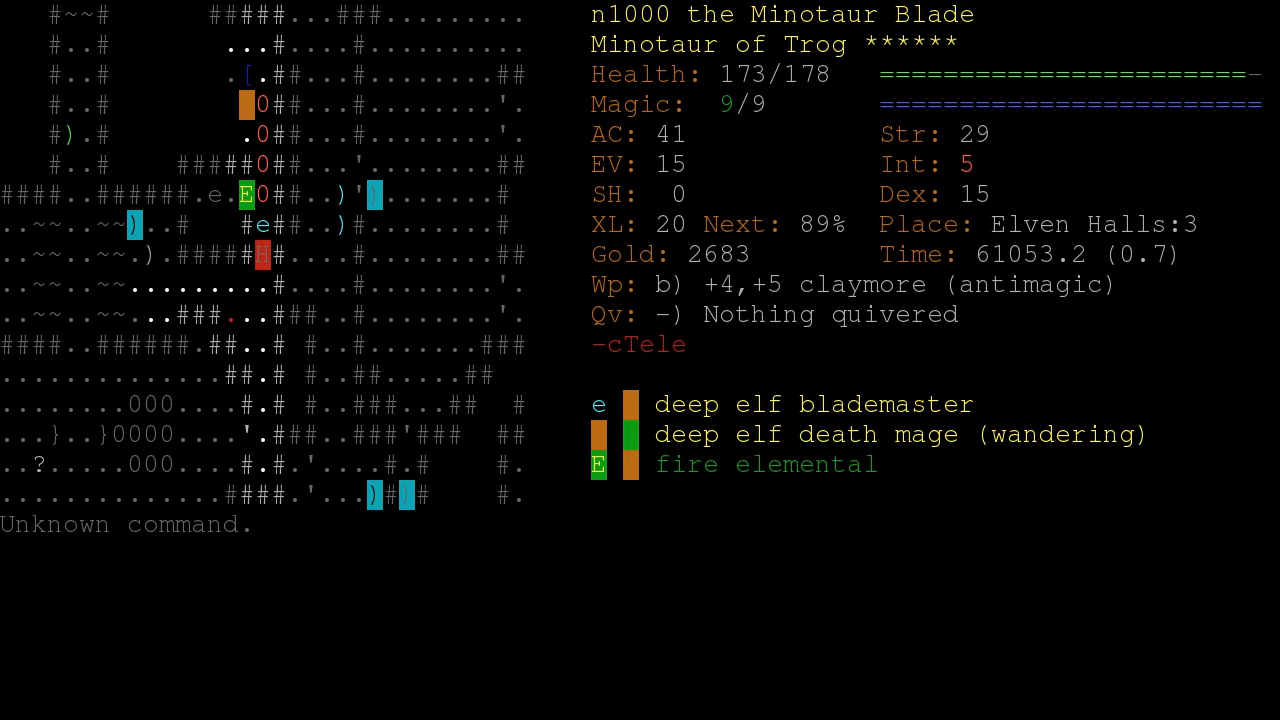 n1000 the Minotaur Blade
Minotaur of Trog ******
Health: 173/178
Magic: 9/9
AC: 41 Str: 29
EV: 15 Int: 5
SH: 0 Dex: 15
XL: 20 Next: 89% Place: Elven Halls:3
Gold: 2683 Time: 61053.2 (0.7)
Wp: b) +4,+5 claymore (antimagic)
Qv: -) Nothing quivered
-cTele
e deep elf blademaster
deep elf death mage (wandering)
E fire elemental
Unknown command.